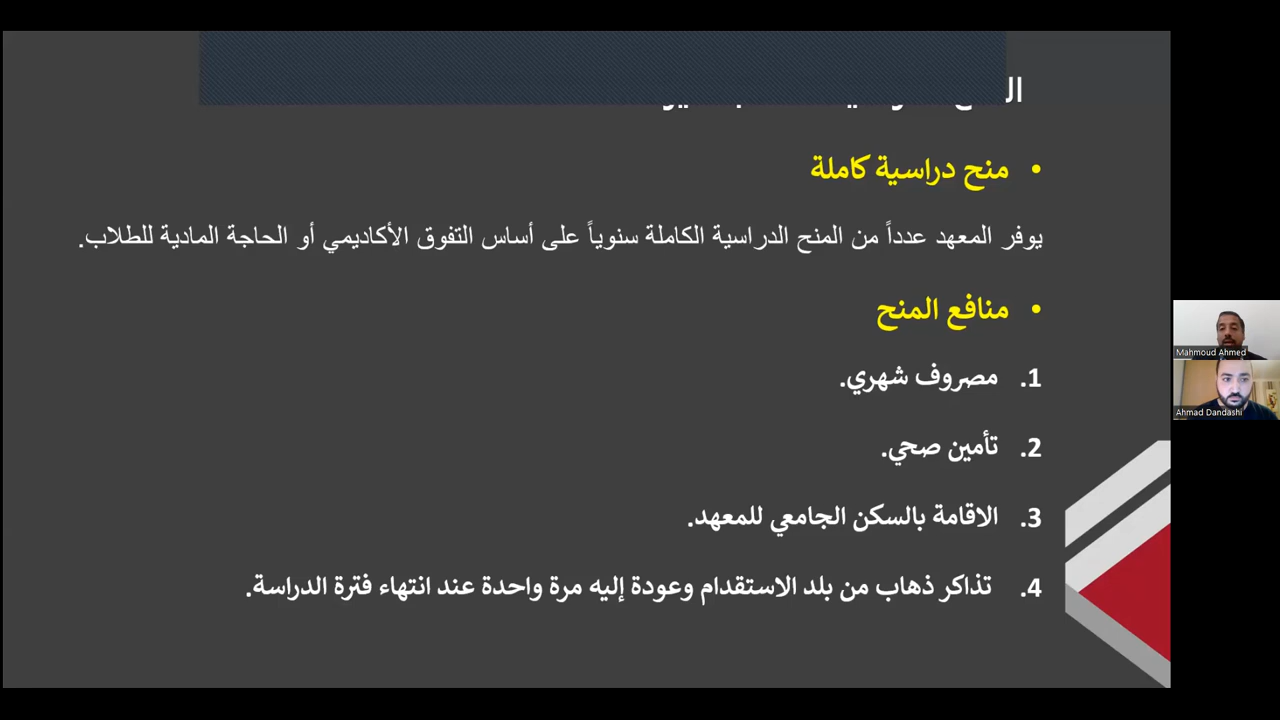 • منح دراسية كاملة
يوفر المعهد عدداً من المنح الدراسية الكاملة سنوياً على أساس التفوق الأكاديمي أو الحاجة المادية للطلاب.
• منافع المنح
1. مصروف شهري.
2. تأمين صحي.
3. الاقامة بالسكن الجامعي للمعهد.
4. تذاكر ذهاب من بلد الاستقدام وعودة إليه مرة واحدة عند انتهاء فترة الدراسة.
Mahmoud Ahmed
Ahmad Dandashi